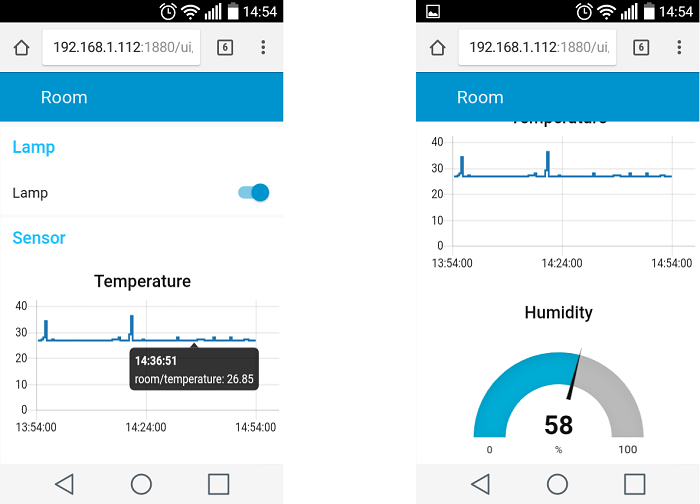 14:54
192.168.1.112:1880/ui/
6
Room
Lamp
Lamp
Sensor
Temperature
40
30
20
10
0
14:36:51
room/temperature: 26.85
13:54:00 14:24:00 14:54:00
14:54
192.168.1.112:1880/ui/
6
Room
Temperature
40
30
20
10
0
13:54:00 14:24:00 14:54:00
Humidity
58
0 % 100